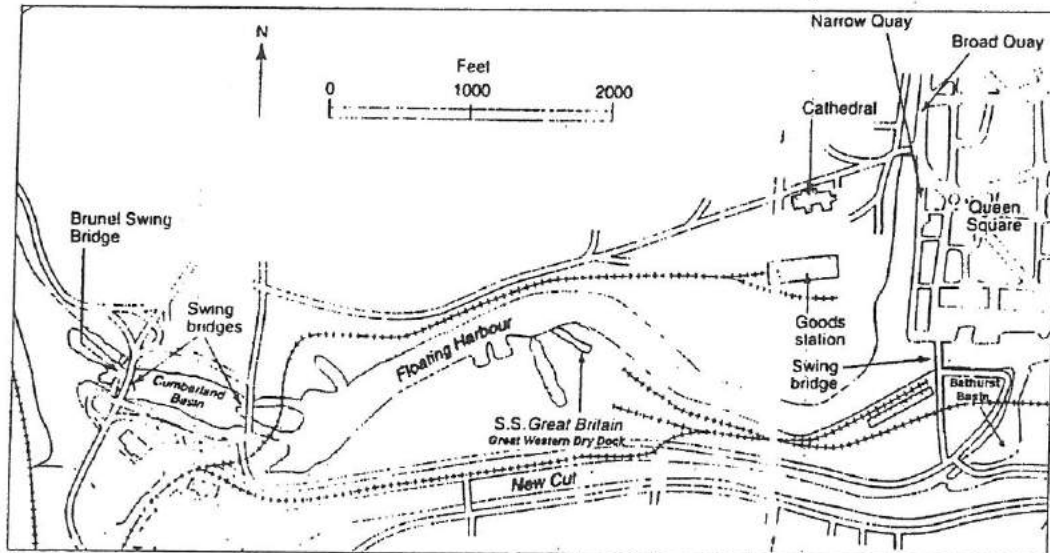 Narrow Quay
Broad Quay
N
Feet
0
1000
2000
Cathedral
Queen
Square
Brunel Swing
Bridge
Swing
bridges
Floating Harbour
Goods
station
Swing
bridge
Cumberland
Basin
Bathurst
Basin
S.S. Great Britain
Great Western Dry Dock
New Cut